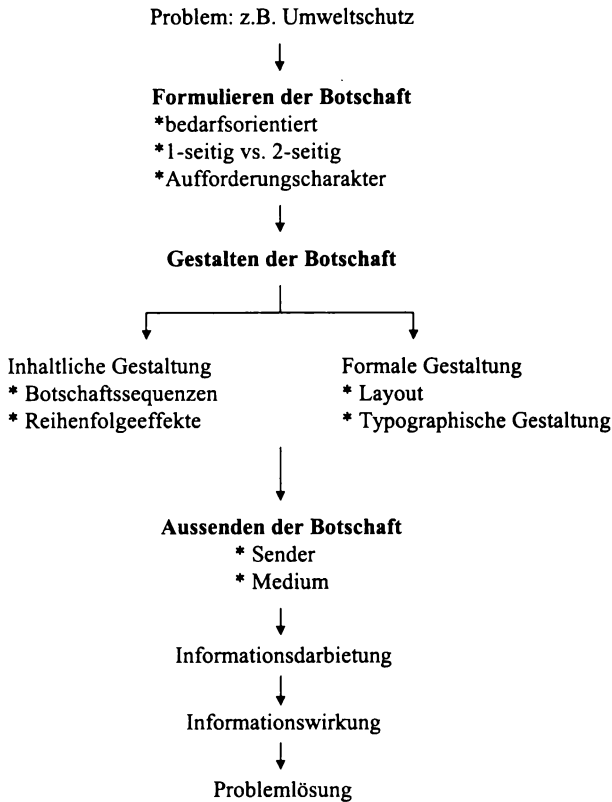 Problem: z.B. Umweltschutz
Formulieren der Botschaft
*bedarfsorientiert
*1-seitig vs. 2-seitig
*Aufforderungscharakter
Gestalten der Botschaft
Inhaltliche Gestaltung
* Botschaftssequenzen
* Reihenfolgeeffekte
Formale Gestaltung
* Layout
* Typographische Gestaltung
Aussenden der Botschaft
* Sender
* Medium
Informationsdarbietung
Informationswirkung
Problemlösung